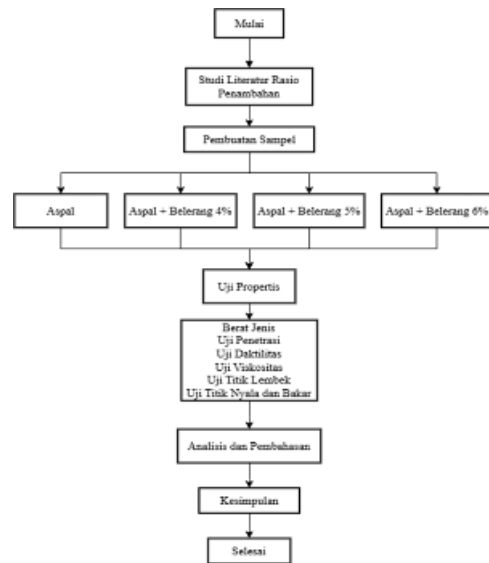 Mulai
Studi Literatur Rasio
Penambahan
Pembuatan Sampel
Aspal
Aspal + Belerang 4%
Aspal + Belerang 5%
Aspal + Belerang 6%
Uji Propertis
Berat Jenis
Uji Penetrasi
Uji Daktilitas
Uji Viskositas
Uji Titik Lembek
Uji Titik Nyala dan Bakar
Analisis dan Pembahasan
Kesimpulan
Selesai